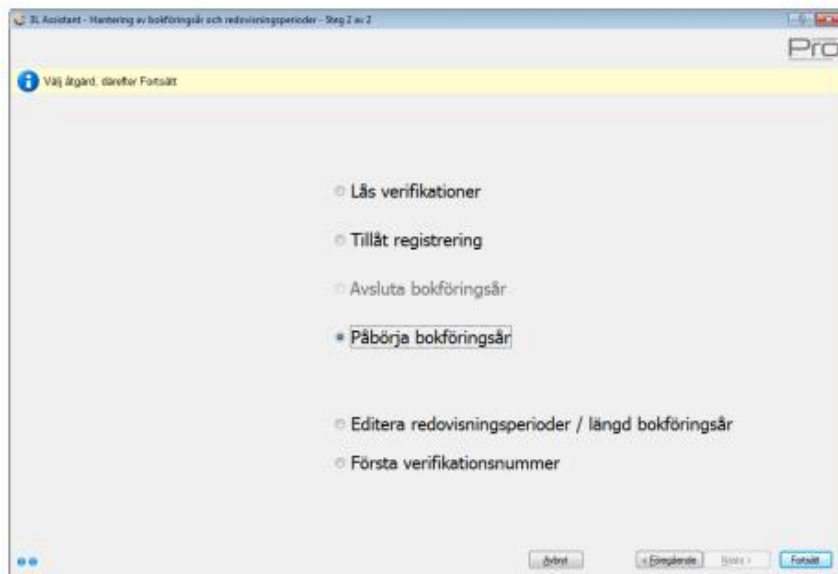 3L Assistant - Hantering av bokföringsår och redovisningsperioder - Steg 2 av 2
Pro
Välj åtgärd, därefter Fortsätt
Lås verifikationer
Tillåt registrering
Avsluta bokföringsår
Påbörja bokföringsår
Editera redovisningsperioder / längd bokföringsår
Första verifikationsnummer
Avbryt < Föregående Nästa > Fortsätt